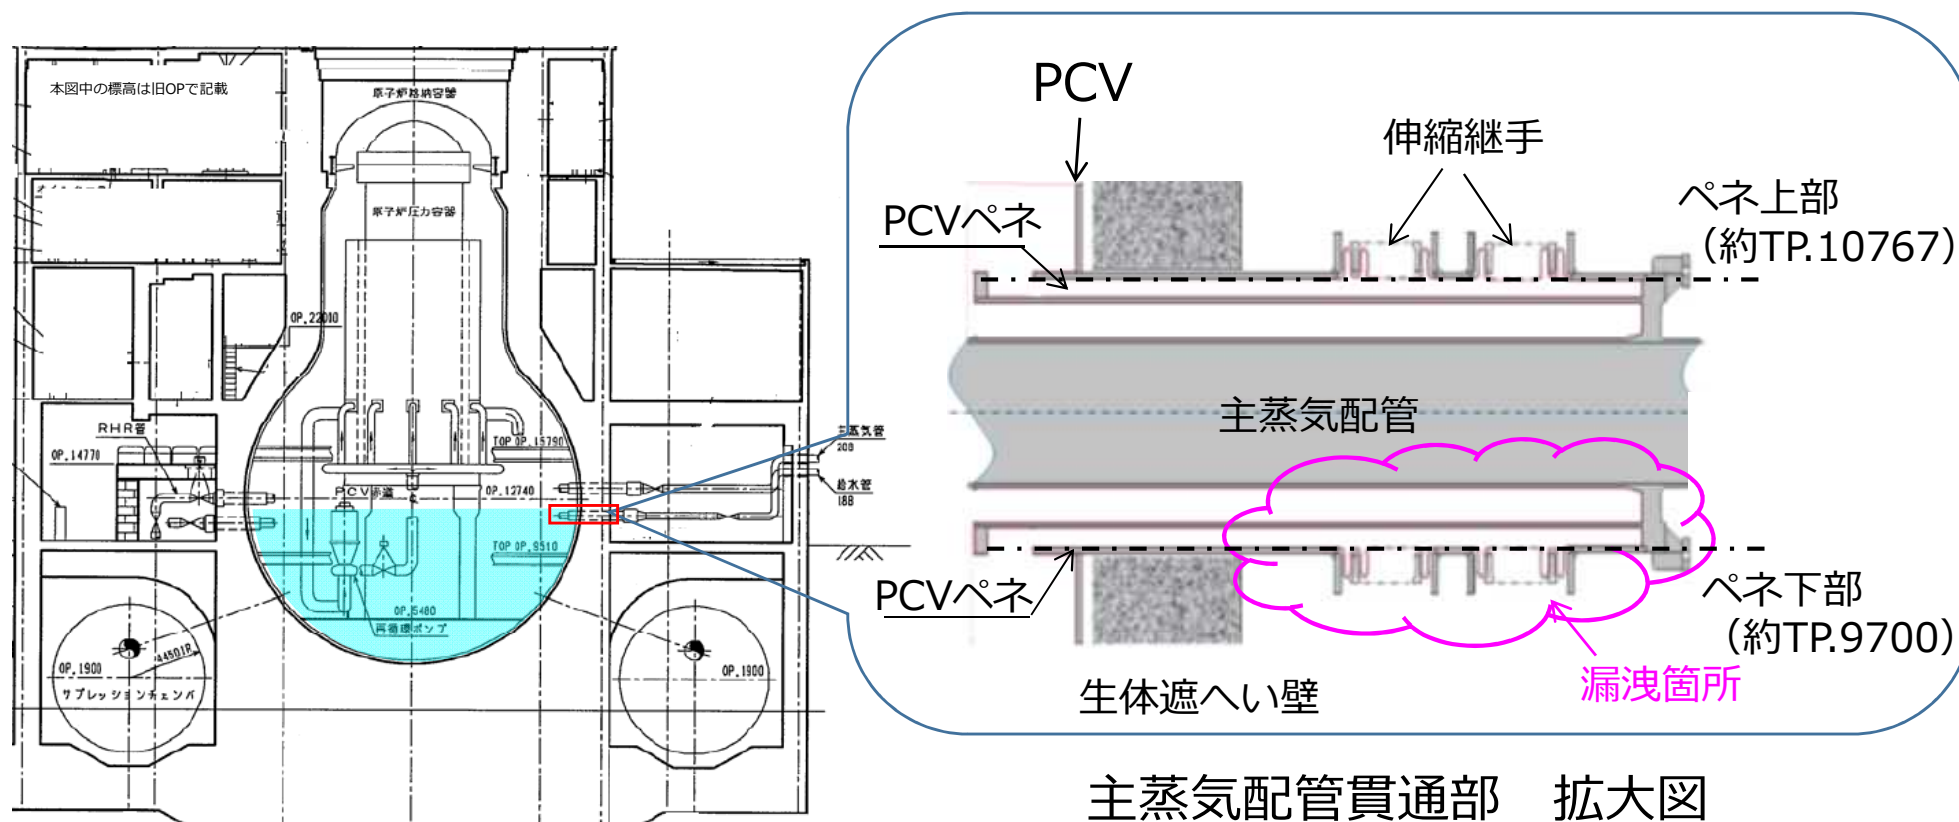 本図中の標高は旧OPで記載
原子炉格納容器
原子炉圧力容器
OP.22010
RHR管
OP.14770
TOP OP.15790
PCV赤道
OP.12740
主蒸気管
20B
給水管
18B
TOP OP.9510
OP.5480
再循環ポンプ
OP.1900
4450IR
サプレッションチェンバ
OP.1900
PCV
伸縮継手
PCVペネ
ペネ上部
（約TP.10767）
主蒸気配管
PCVペネ
ペネ下部
（約TP.9700）
漏洩箇所
生体遮へい壁
主蒸気配管貫通部　拡大図